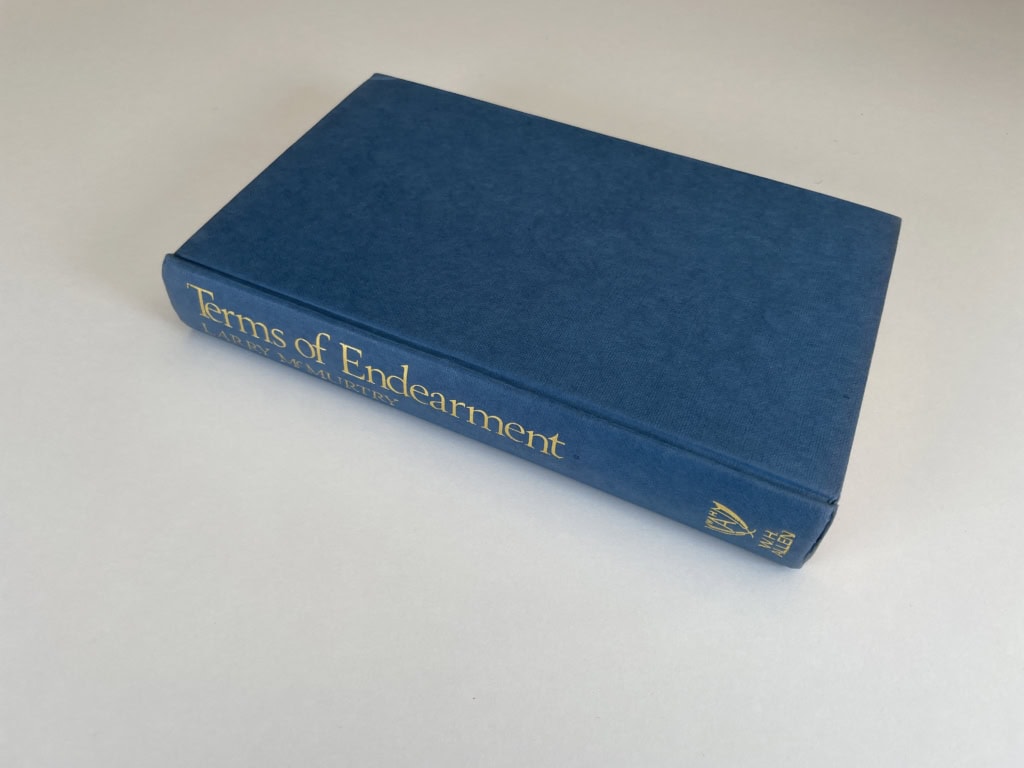 Terms of Endearment
LARRY McMURTRY
W.H.
ALLEN